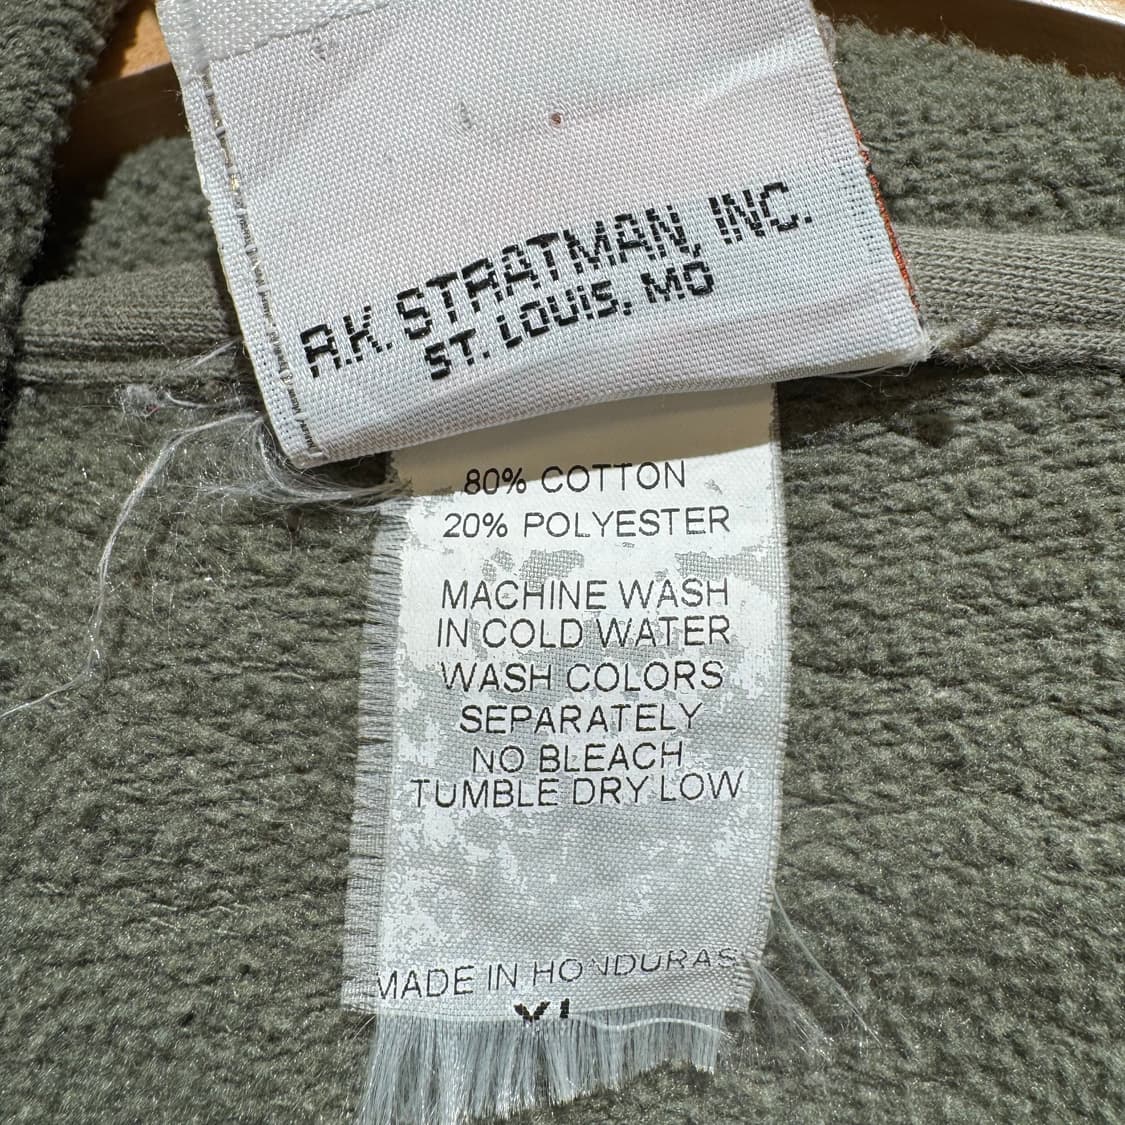 A.K. STRATMAN, INC.
ST. LOUIS, MO
80% COTTON
20% POLYESTER
MACHINE WASH
IN COLD WATER
WASH COLORS
SEPARATELY
NO BLEACH
TUMBLE DRY LOW
MADE IN HONDURAS